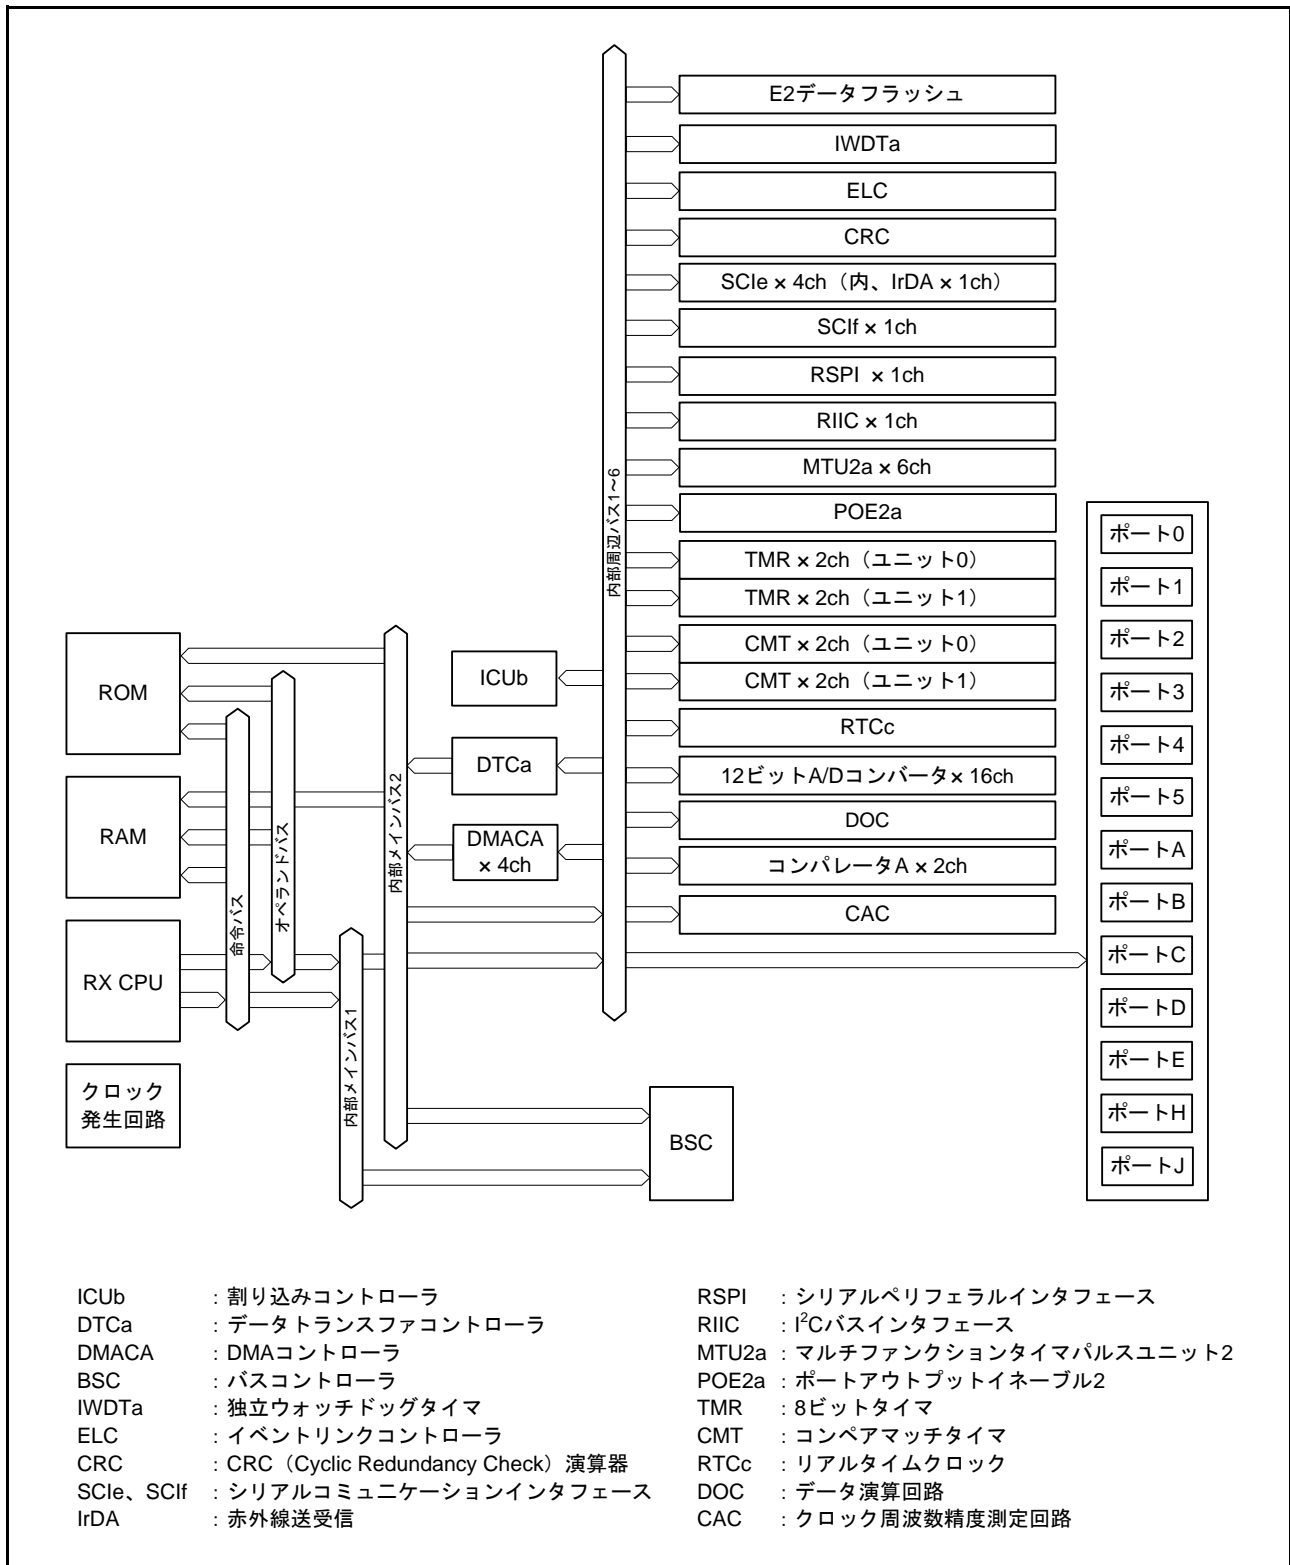 E2データフラッシュ
IWDTa
ELC
CRC
SCIe × 4ch（内、IrDA × 1ch）
SCIf × 1ch
RSPI × 1ch
RIIC × 1ch
MTU2a × 6ch
POE2a
TMR × 2ch（ユニット0）
TMR × 2ch（ユニット1）
CMT × 2ch（ユニット0）
CMT × 2ch（ユニット1）
RTCc
12ビットA/Dコンバータ× 16ch
DOC
コンパレータA × 2ch
CAC
内部周辺バス1～6
ポート0
ポート1
ポート2
ポート3
ポート4
ポート5
ポートA
ポートB
ポートC
ポートD
ポートE
ポートH
ポートJ
ICUb
DTCa
DMACA
× 4ch
ROM
RAM
RX CPU
クロック
発生回路
命令バス
オペランドバス
内部メインバス1
内部メインバス2
BSC
ICUb : 割り込みコントローラ
DTCa : データトランスファコントローラ
DMACA : DMAコントローラ
BSC : バスコントローラ
IWDTa : 独立ウォッチドッグタイマ
ELC : イベントリンクコントローラ
CRC : CRC（Cyclic Redundancy Check）演算器
SCIe、SCIf : シリアルコミュニケーションインタフェース
IrDA : 赤外線送受信
RSPI : シリアルペリフェラルインタフェース
RIIC : I²Cバスインタフェース
MTU2a : マルチファンクションタイマパルスユニット2
POE2a : ポートアウトプットイネーブル2
TMR : 8ビットタイマ
CMT : コンペアマッチタイマ
RTCc : リアルタイムクロック
DOC : データ演算回路
CAC : クロック周波数精度測定回路